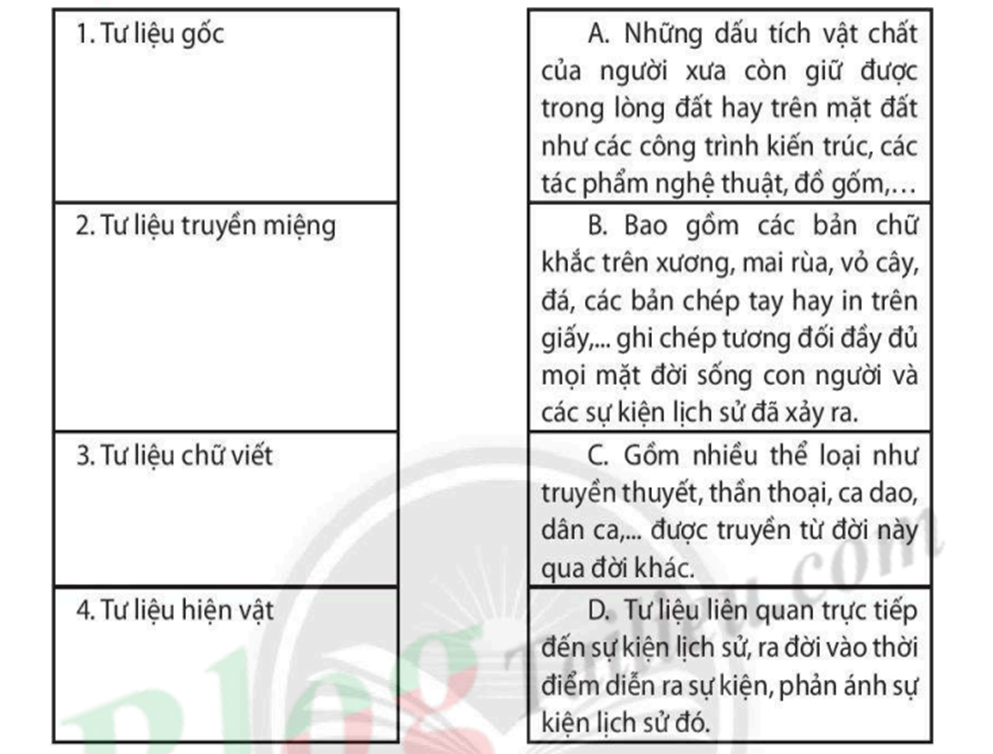 1. Tư liệu gốc
A. Những dấu tích vật chất
của người xưa còn giữ được
trong lòng đất hay trên mặt đất
như các công trình kiến trúc, các
tác phẩm nghệ thuật, đồ gốm,...
2. Tư liệu truyền miệng
B. Bao gồm các bản chữ
khắc trên xương, mai rùa, vỏ cây,
đá, các bản chép tay hay in trên
giấy,... ghi chép tương đối đầy đủ
mọi mặt đời sống con người và
các sự kiện lịch sử đã xảy ra.
3. Tư liệu chữ viết
C. Gồm nhiều thể loại như
truyền thuyết, thần thoại, ca dao,
dân ca,... được truyền từ đời này
qua đời khác.
4. Tư liệu hiện vật
D. Tư liệu liên quan trực tiếp
đến sự kiện lịch sử, ra đời vào thời
điểm diễn ra sự kiện, phản ánh sự
kiện lịch sử đó.
Blog Tailieu.com